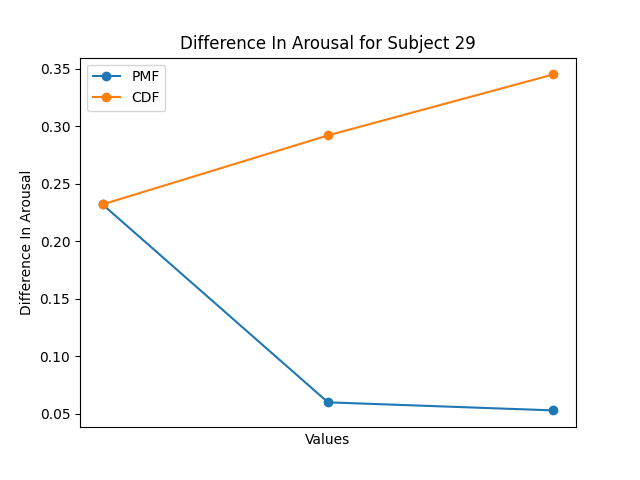 Difference In Arousal for Subject 29
PMF
CDF
0.35
0.30
0.25
0.20
0.15
0.10
0.05
Difference In Arousal
Values